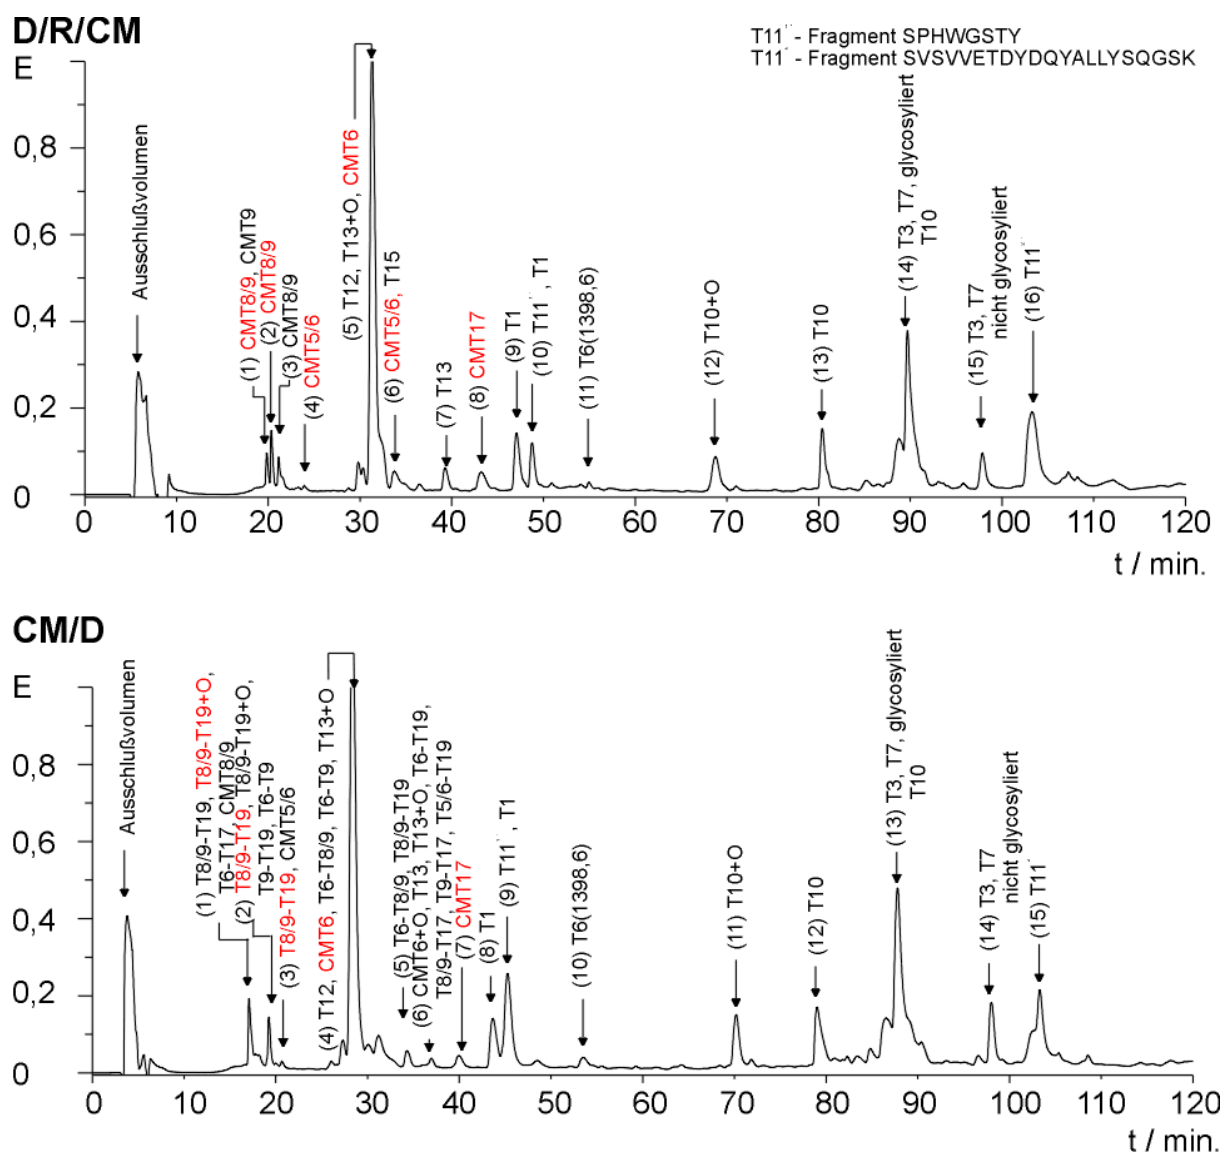 D/R/CM
T11'' - Fragment SPHWGSTY
T11' - Fragment SVSVVETDYDQYALLYSQGSK
E
0,8
0,6
0,4
0,2
0
Ausschlußvolumen
(1) CMT8/9, CMT9
(2) CMT8/9
(3) CMT8/9
(4) CMT5/6
(5) T12, T13+O, CMT6
(6) CMT5/6, T15
(7) T13
(8) CMT17
(9) T1
(10) T11'', T1
(11) T6(1398,6)
(12) T10+O
(13) T10
(14) T3, T7, glycosyliert
T10
(15) T3, T7
nicht glycosyliert
(16) T11'
0 10 20 30 40 50 60 70 80 90 100 110 120
t / min.
CM/D
E
0,8
0,6
0,4
0,2
0
Ausschlußvolumen
(1) T8/9-T19, T8/9-T19+O,
T6-T17, CMT8/9
(2) T8/9-T19, T8/9-T19+O,
T9-T19, T6-T9
(3) T8/9-T19, CMT5/6
(4) T12, CMT6, T6-T8/9, T6-T9, T13+O
(5) T6-T8/9, T8/9-T19
(6) CMT6+O, T13, T13+O, T6-T19,
T8/9-T17, T9-T17, T5/6-T19
(7) CMT17
(8) T1
(9) T11'', T1
(10) T6(1398,6)
(11) T10+O
(12) T10
(13) T3, T7, glycosyliert
T10
(14) T3, T7
nicht glycosyliert
(15) T11'
0 10 20 30 40 50 60 70 80 90 100 110 120
t / min.